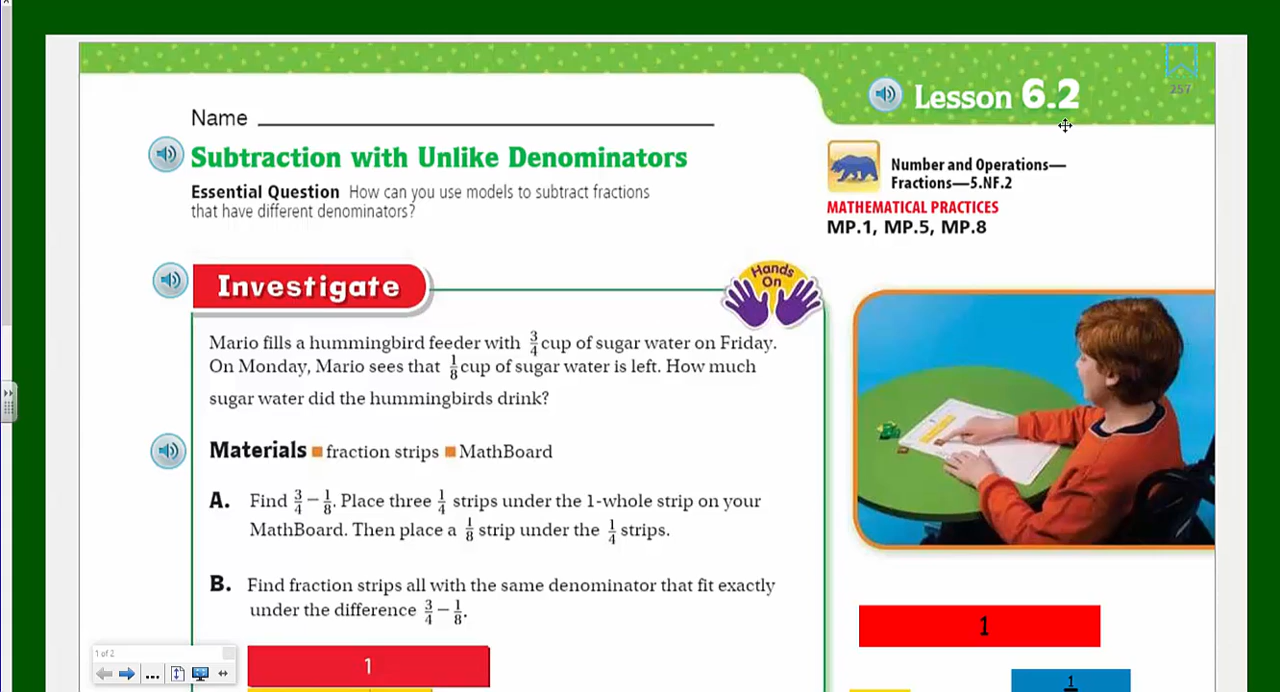 Lesson 6.2
257
Name
Subtraction with Unlike Denominators
Essential Question How can you use models to subtract fractions
that have different denominators?
Number and Operations—
Fractions—5.NF.2
MATHEMATICAL PRACTICES
MP.1, MP.5, MP.8
Investigate
Hands
On
Mario fills a hummingbird feeder with 3/4 cup of sugar water on Friday.
On Monday, Mario sees that 1/8 cup of sugar water is left. How much
sugar water did the hummingbirds drink?
Materials ■ fraction strips ■ MathBoard
A. Find 3/4 − 1/8. Place three 1/4 strips under the 1-whole strip on your
MathBoard. Then place a 1/8 strip under the 1/4 strips.
B. Find fraction strips all with the same denominator that fit exactly
under the difference 3/4 − 1/8.
1
1
1
1 of 2